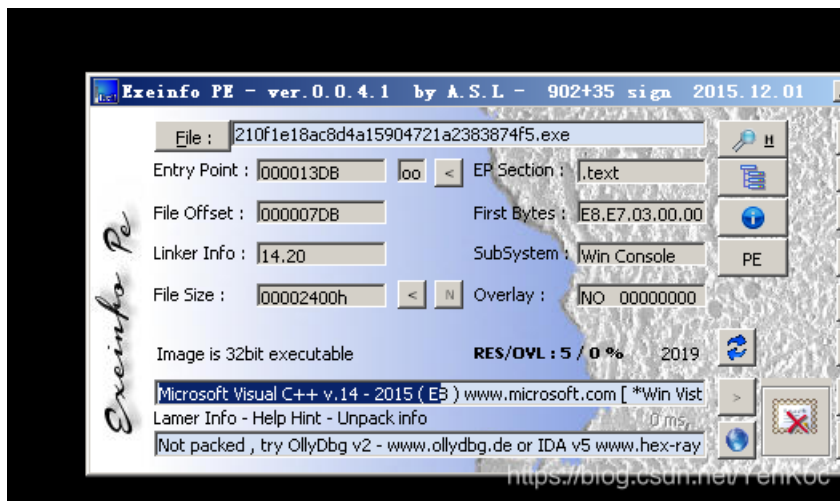 Exeinfo PE - ver.0.0.4.1 by A.S.L - 902+35 sign 2015.12.01
File : 210f1e18ac8d4a15904721a2383874f5.exe H
Entry Point : 000013DB oo < EP Section : .text
File Offset : 000007DB First Bytes : E8.E7.03.00.00
Linker Info : 14.20 SubSystem : Win Console PE
File Size : 00002400h < N Overlay : NO 00000000
Image is 32bit executable RES/OVL : 5 / 0 % 2019
Microsoft Visual C++ v.14 - 2015 ( E8 ) www.microsoft.com [ *Win Vist >
Lamer Info - Help Hint - Unpack info 0 ms.
Not packed , try OllyDbg v2 - www.ollydbg.de or IDA v5 www.hex-ray
Exeinfo Pe
https://blog.csdn.net/YenKoc